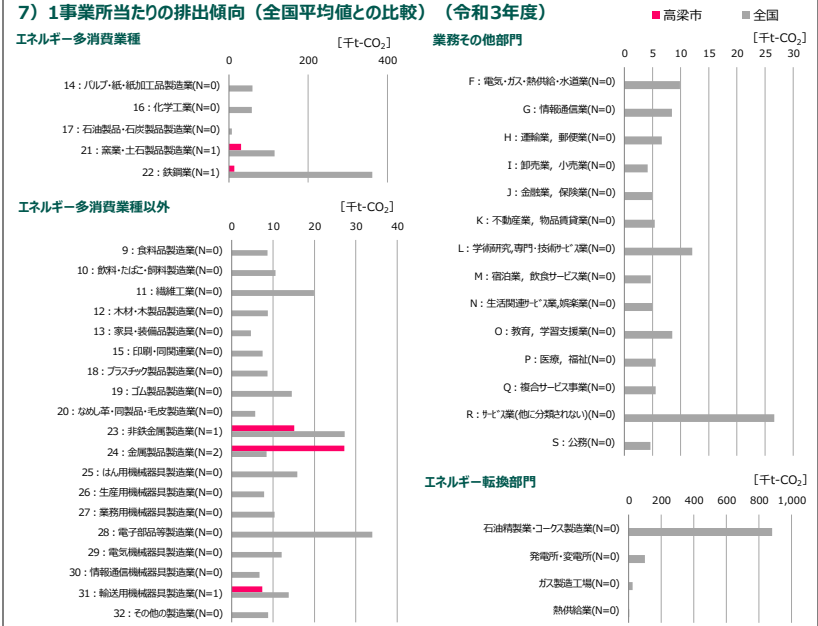 7）1事業所当たりの排出傾向（全国平均値との比較）（令和3年度）
■高梁市 ■全国
エネルギー多消費業種
[千t-CO₂]
0 200 400
14：パルプ・紙・紙加工品製造業(N=0)
16：化学工業(N=0)
17：石油製品・石炭製品製造業(N=0)
21：窯業・土石製品製造業(N=1)
22：鉄鋼業(N=1)
エネルギー多消費業種以外
[千t-CO₂]
0 10 20 30 40
9：食料品製造業(N=0)
10：飲料・たばこ・飼料製造業(N=0)
11：繊維工業(N=0)
12：木材・木製品製造業(N=0)
13：家具・装備品製造業(N=0)
15：印刷・同関連業(N=0)
18：プラスチック製品製造業(N=0)
19：ゴム製品製造業(N=0)
20：なめし革・同製品・毛皮製造業(N=0)
23：非鉄金属製造業(N=1)
24：金属製品製造業(N=2)
25：はん用機械器具製造業(N=0)
26：生産用機械器具製造業(N=0)
27：業務用機械器具製造業(N=0)
28：電子部品等製造業(N=0)
29：電気機械器具製造業(N=0)
30：情報通信機械器具製造業(N=0)
31：輸送用機械器具製造業(N=1)
32：その他の製造業(N=0)
業務その他部門
[千t-CO₂]
0 5 10 15 20 25 30
F：電気・ガス・熱供給・水道業(N=0)
G：情報通信業(N=0)
H：運輸業，郵便業(N=0)
I：卸売業，小売業(N=0)
J：金融業，保険業(N=0)
K：不動産業，物品賃貸業(N=0)
L：学術研究,専門・技術サービス業(N=0)
M：宿泊業，飲食サービス業(N=0)
N：生活関連サービス業,娯楽業(N=0)
O：教育，学習支援業(N=0)
P：医療，福祉(N=0)
Q：複合サービス事業(N=0)
R：サービス業(他に分類されない)(N=0)
S：公務(N=0)
エネルギー転換部門
[千t-CO₂]
0 200 400 600 800 1,000
石油精製業・コークス製造業(N=0)
発電所・変電所(N=0)
ガス製造工場(N=0)
熱供給業(N=0)